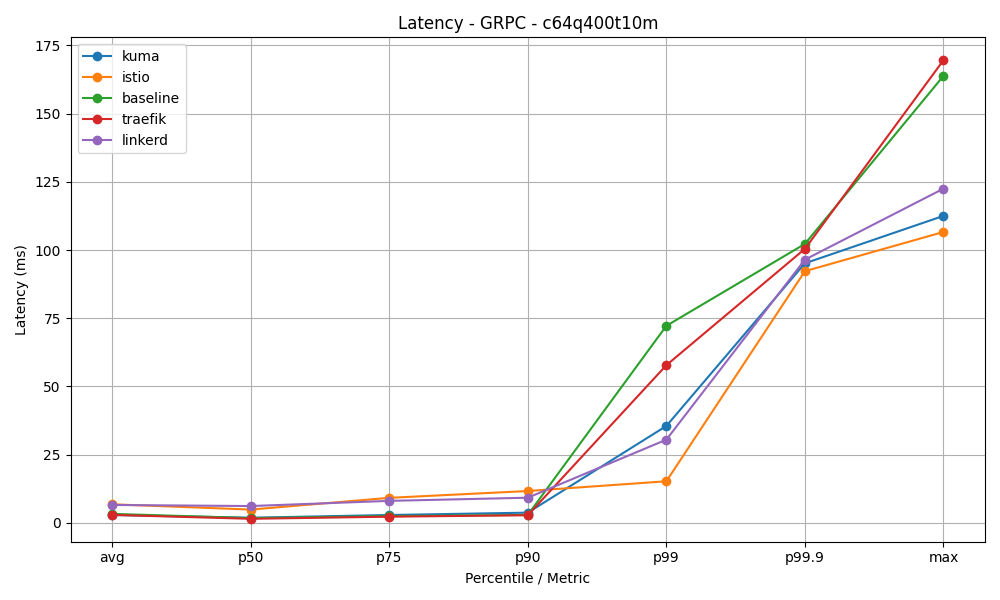 Latency - GRPC - c64q400t10m
kuma
istio
baseline
traefik
linkerd
Latency (ms)
175
150
125
100
75
50
25
0
avg p50 p75 p90 p99 p99.9 max
Percentile / Metric